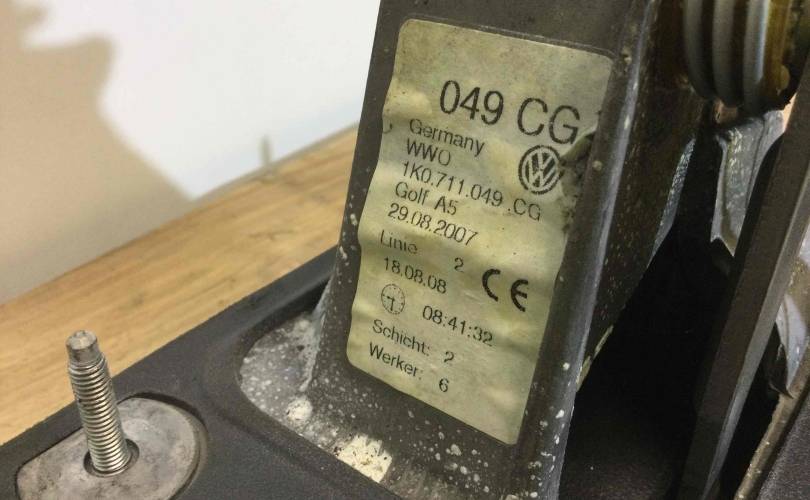 049 CG
Germany
WWO
1K0.711.049 .CG
Golf A5
29.08.2007
Linie 2
18.08.08
CE
08:41:32
Schicht: 2
Werker: 6